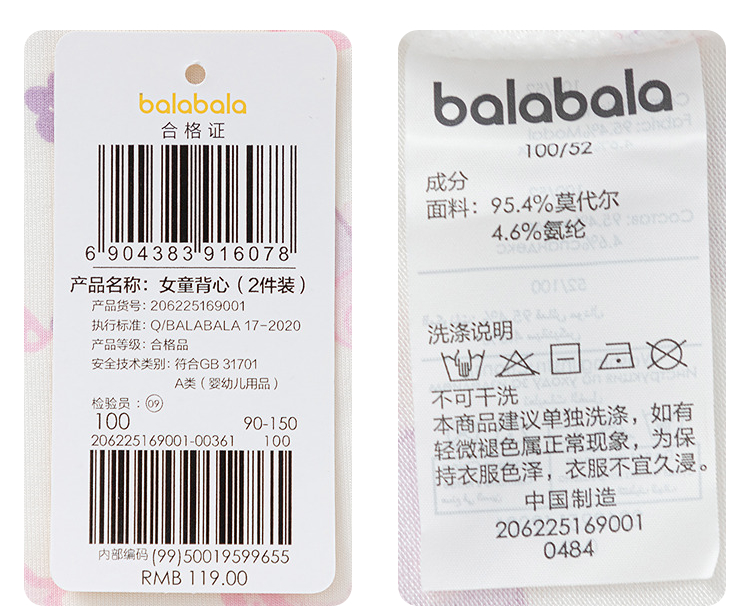 balabala
合格证
6 904383 916078
产品名称: 女童背心(2件装)
产品货号: 206225169001
执行标准: Q/BALABALA 17-2020
产品等级: 合格品
安全技术类别: 符合GB 31701
A类(婴幼儿用品)
检验员: 09
100 90-150
206225169001-00361 100
内部编码 (99)50019599655
RMB 119.00
balabala
100/52
成分
面料: 95.4%莫代尔
4.6%氨纶
洗涤说明
不可干洗
本商品建议单独洗涤,如有
轻微褪色属正常现象,为保
持衣服色泽,衣服不宜久浸。
中国制造
206225169001
0484